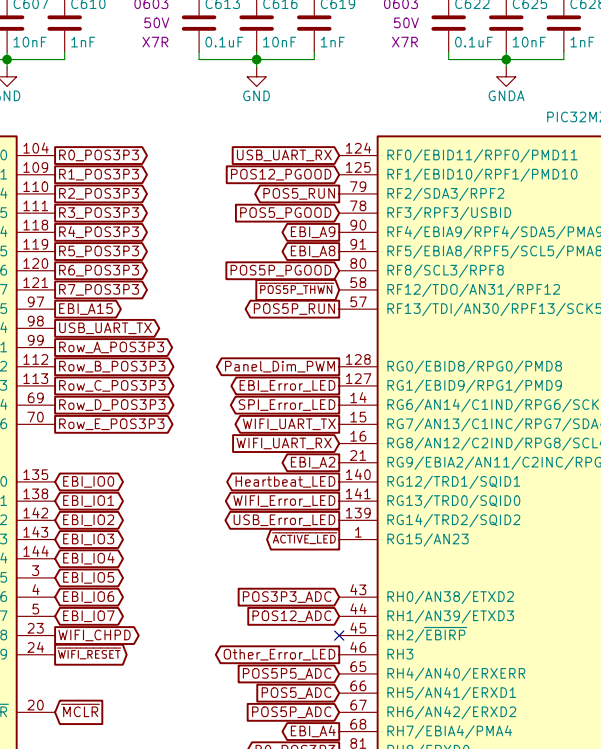 C607 C610 0603 C613 C616 C619 0603 C622 C625 C628
50V 50V
10nF 1nF X7R 0.1uF 10nF 1nF X7R 0.1uF 10nF 1nF
GND GND GNDA
PIC32MZ
104 R0_POS3P3 USB_UART_RX 124 RF0/EBID11/RPF0/PMD11
109 R1_POS3P3 POS12_PGOOD 125 RF1/EBID10/RPF1/PMD10
110 R2_POS3P3 POS5_RUN 79 RF2/SDA3/RPF2
111 R3_POS3P3 POS5_PGOOD 78 RF3/RPF3/USBID
118 R4_POS3P3 EBI_A9 90 RF4/EBIA9/RPF4/SDA5/PMA9
119 R5_POS3P3 EBI_A8 91 RF5/EBIA8/RPF5/SCL5/PMA8
120 R6_POS3P3 POS5P_PGOOD 80 RF8/SCL3/RPF8
121 R7_POS3P3 POS5P_THWN 58 RF12/TDO/AN31/RPF12
97 EBI_A15 POS5P_RUN 57 RF13/TDI/AN30/RPF13/SCK5
98 USB_UART_TX
99 Row_A_POS3P3
112 Row_B_POS3P3 Panel_Dim_PWM 128 RG0/EBID8/RPG0/PMD8
113 Row_C_POS3P3 EBI_Error_LED 127 RG1/EBID9/RPG1/PMD9
69 Row_D_POS3P3 SPI_Error_LED 14 RG6/AN14/C1IND/RPG6/SCK
70 Row_E_POS3P3 WIFI_UART_TX 15 RG7/AN13/C1INC/RPG7/SDA4
WIFI_UART_RX 16 RG8/AN12/C2IND/RPG8/SCL4
EBI_A2 21 RG9/EBIA2/AN11/C2INC/RPG
135 EBI_IO0 Heartbeat_LED 140 RG12/TRD1/SQID1
138 EBI_IO1 WIFI_Error_LED 141 RG13/TRD0/SQID0
142 EBI_IO2 USB_Error_LED 139 RG14/TRD2/SQID2
143 EBI_IO3 ACTIVE_LED 1 RG15/AN23
144 EBI_IO4
3 EBI_IO5
4 EBI_IO6 POS3P3_ADC 43 RH0/AN38/ETXD2
5 EBI_IO7 POS12_ADC 44 RH1/AN39/ETXD3
23 WIFI_CHPD 45 RH2/EBIRP
24 WIFI_RESET Other_Error_LED 46 RH3
POS5P5_ADC 65 RH4/AN40/ERXERR
POS5_ADC 66 RH5/AN41/ERXD1
R 20 MCLR POS5P_ADC 67 RH6/AN42/ERXD2
EBI_A4 68 RH7/EBIA4/PMA4
81